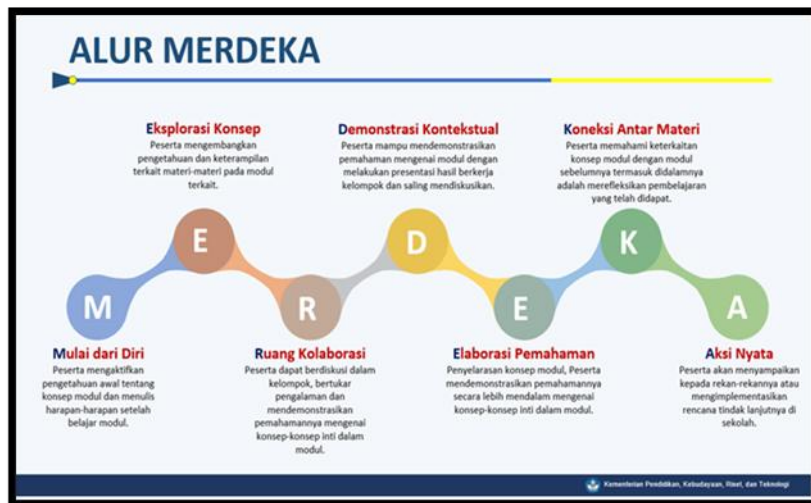 ALUR MERDEKA
Eksplorasi Konsep
Peserta mengembangkan
pengetahuan dan keterampilan
terkait materi-materi pada modul
terkait.
Demonstrasi Kontekstual
Peserta mampu mendemonstrasikan
pemahaman mengenai modul dengan
melakukan presentasi hasil berkerja
kelompok dan saling mendiskusikan.
Koneksi Antar Materi
Peserta memahami keterkaitan
konsep modul dengan modul
sebelumnya termasuk didalamnya
adalah merefleksikan pembelajaran
yang telah didapat.
M
E
R
D
E
K
A
Mulai dari Diri
Peserta mengaktifkan
pengetahuan awal tentang
konsep modul dan menulis
harapan-harapan setelah
belajar modul.
Ruang Kolaborasi
Peserta dapat berdiskusi dalam
kelompok, bertukar
pengalaman dan
mendemonstrasikan
pemahamannya mengenai
konsep-konsep inti dalam
modul.
Elaborasi Pemahaman
Penyelarasan konsep modul, Peserta
mendemonstrasikan pemahamannya
secara lebih mendalam mengenai
konsep-konsep inti dalam modul.
Aksi Nyata
Peserta akan menyampaikan
kepada rekan-rekannya atau
mengimplementasikan
rencana tindak lanjutnya di
sekolah.
Kementerian Pendidikan, Kebudayaan, Riset, dan Teknologi